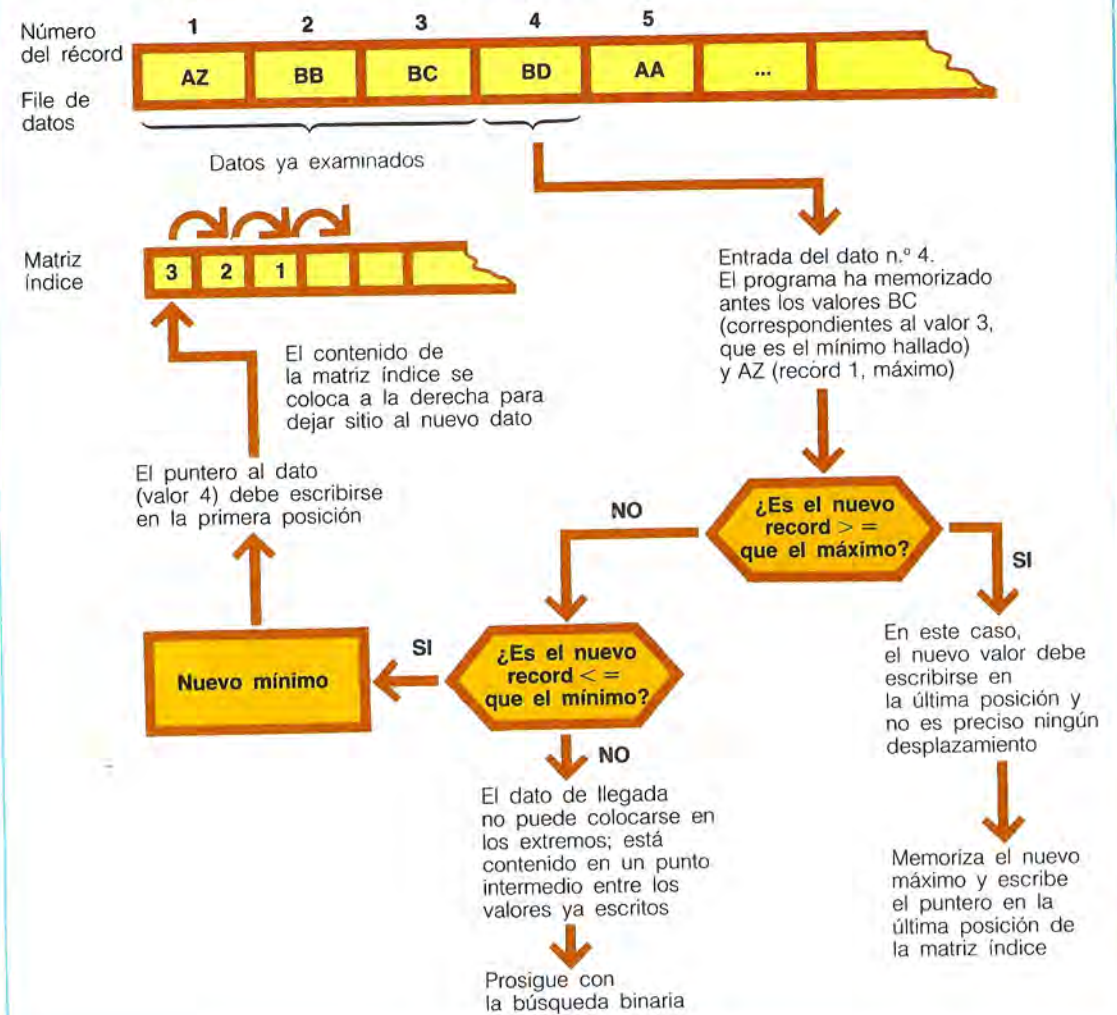 Número
del récord
1 2 3 4 5
AZ BB BC BD AA ...
File de
datos
Datos ya examinados
Matriz
índice
3 2 1
Entrada del dato n.º 4.
El programa ha memorizado
antes los valores BC
(correspondientes al valor 3,
que es el mínimo hallado)
y AZ (record 1, máximo)
El contenido de
la matriz índice se
coloca a la derecha para
dejar sitio al nuevo dato
El puntero al dato
(valor 4) debe escribirse
en la primera posición
¿Es el nuevo
record > =
que el máximo?
NO
SI
¿Es el nuevo
record < =
que el mínimo?
SI
Nuevo mínimo
NO
En este caso,
el nuevo valor debe
escribirse en
la última posición y
no es preciso ningún
desplazamiento
El dato de llegada
no puede colocarse en
los extremos; está
contenido en un punto
intermedio entre los
valores ya escritos
Memoriza el nuevo
máximo y escribe
el puntero en la
última posición de
la matriz índice
Prosigue con
la búsqueda binaria